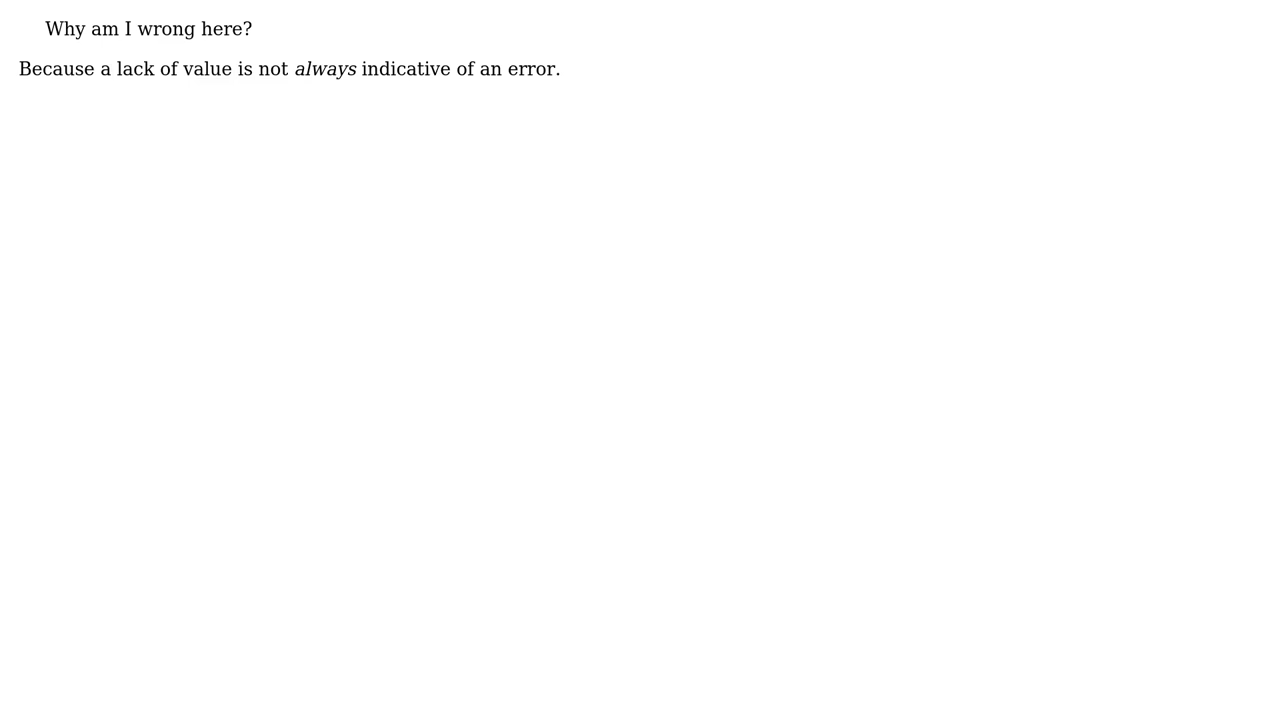 Why am I wrong here?
Because a lack of value is not always indicative of an error.